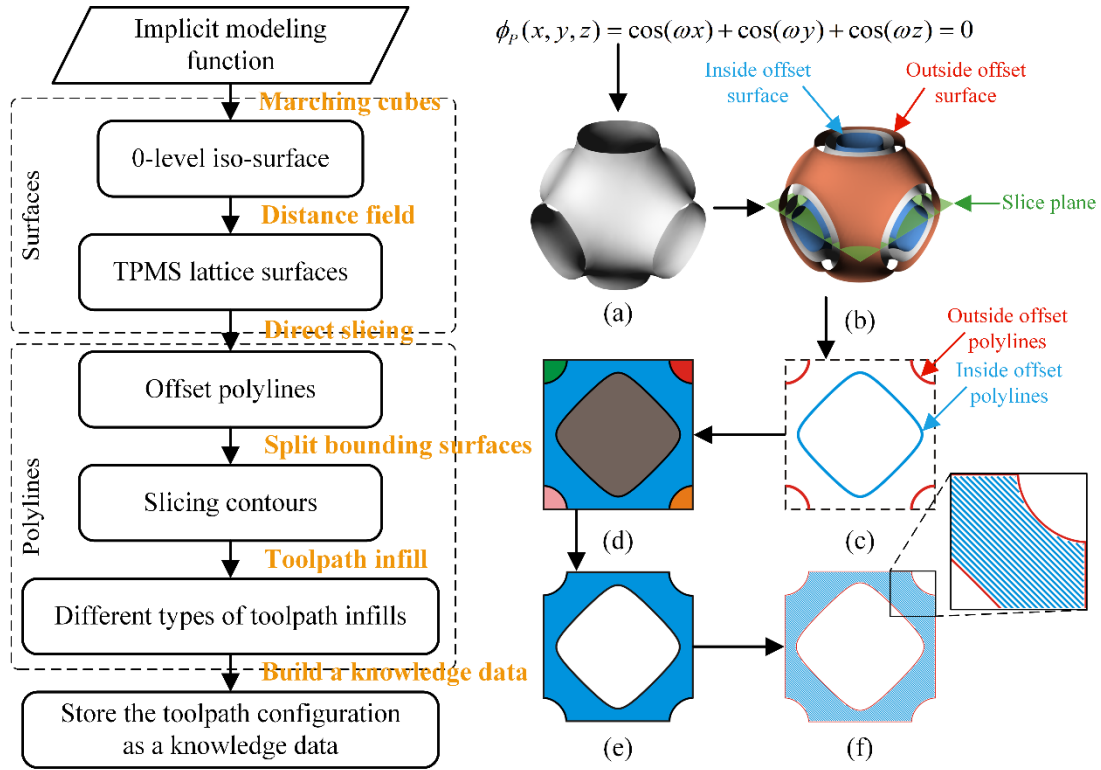 Implicit modeling
function
Marching cubes
0-level iso-surface
Distance field
TPMS lattice surfaces
Surfaces
Direct slicing
Offset polylines
Split bounding surfaces
Slicing contours
Polylines
Toolpath infill
Different types of toolpath infills
Build a knowledge data
Store the toolpath configuration
as a knowledge data
ϕ_P(x, y, z) = cos(ωx) + cos(ωy) + cos(ωz) = 0
Inside offset
surface
Outside offset
surface
Slice plane
(a)
(b)
Outside offset
polylines
Inside offset
polylines
(d)
(c)
(e)
(f)